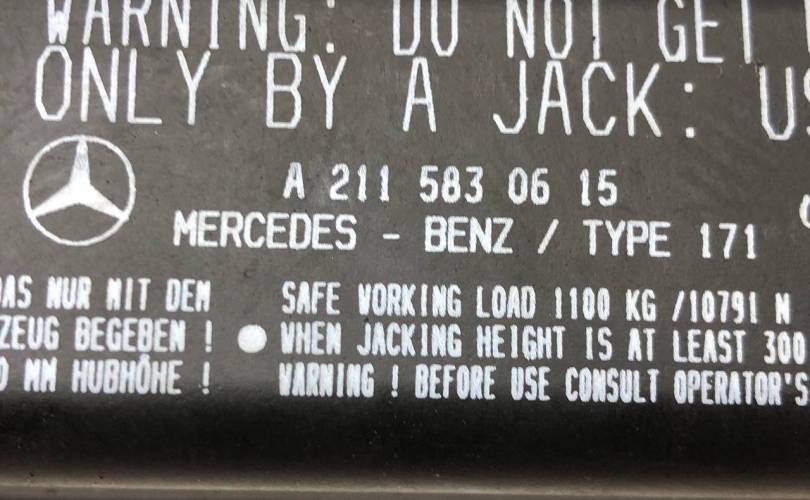 WARNING: DO NOT GET
ONLY BY A JACK:
A 211 583 06 15
MERCEDES - BENZ / TYPE 171
DAS NUR MIT DEM
ZEUG BEGEBEN !
MM HUBHÖHE !
SAFE WORKING LOAD 1100 KG /10791 N
WHEN JACKING HEIGHT IS AT LEAST 300
WARNING ! BEFORE USE CONSULT OPERATOR'S